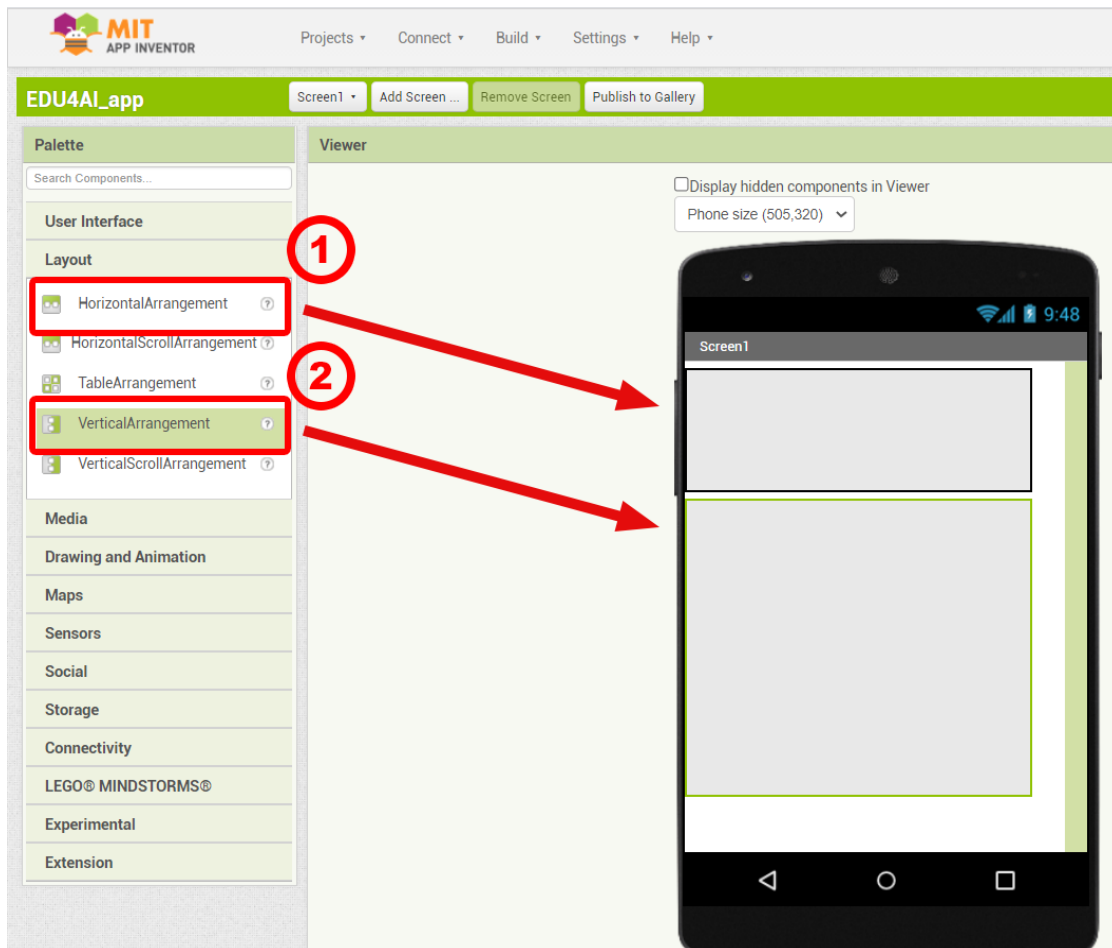 MIT
APP INVENTOR
Projects Connect Build Settings Help
EDU4AI_app
Screen1 Add Screen ... Remove Screen Publish to Gallery
Palette
Viewer
Search Components...
Display hidden components in Viewer
Phone size (505,320)
User Interface
Layout
1
HorizontalArrangement ?
HorizontalScrollArrangement ?
2
TableArrangement ?
VerticalArrangement ?
VerticalScrollArrangement ?
Media
Drawing and Animation
Maps
Sensors
Social
Storage
Connectivity
LEGO® MINDSTORMS®
Experimental
Extension
9:48
Screen1